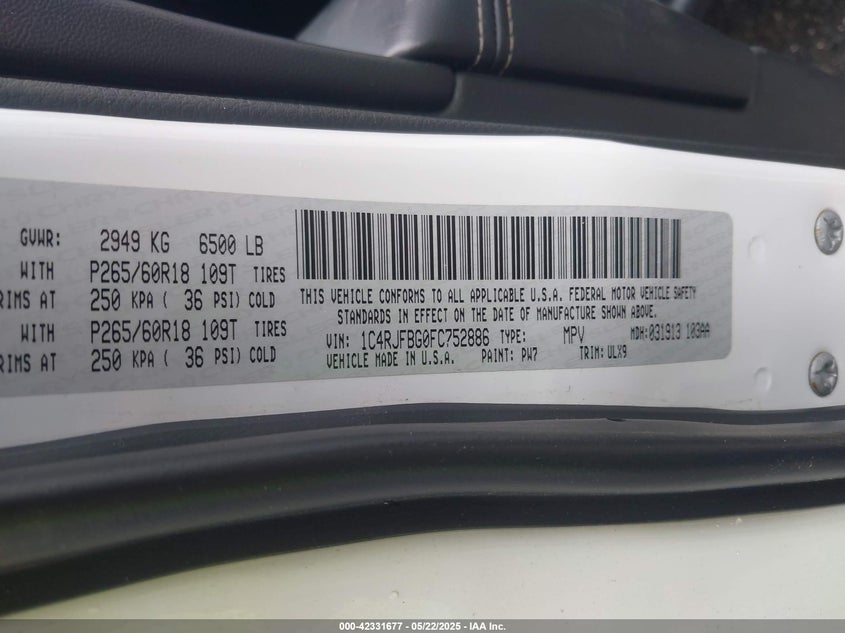 GVWR: 2949 KG 6500 LB
WITH P265/60R18 109T TIRES
RIMS AT 250 KPA ( 36 PSI) COLD
WITH P265/60R18 109T TIRES
RIMS AT 250 KPA ( 36 PSI) COLD
THIS VEHICLE CONFORMS TO ALL APPLICABLE U.S.A. FEDERAL MOTOR VEHICLE SAFETY
STANDARDS IN EFFECT ON THE DATE OF MANUFACTURE SHOWN ABOVE.
VIN: 1C4RJFBG0FC752886 TYPE: MPV MDH:031913 103AA
VEHICLE MADE IN U.S.A. PAINT: PW7 TRIM: ULX9
000-42331677 - 05/22/2025 - IAA Inc.